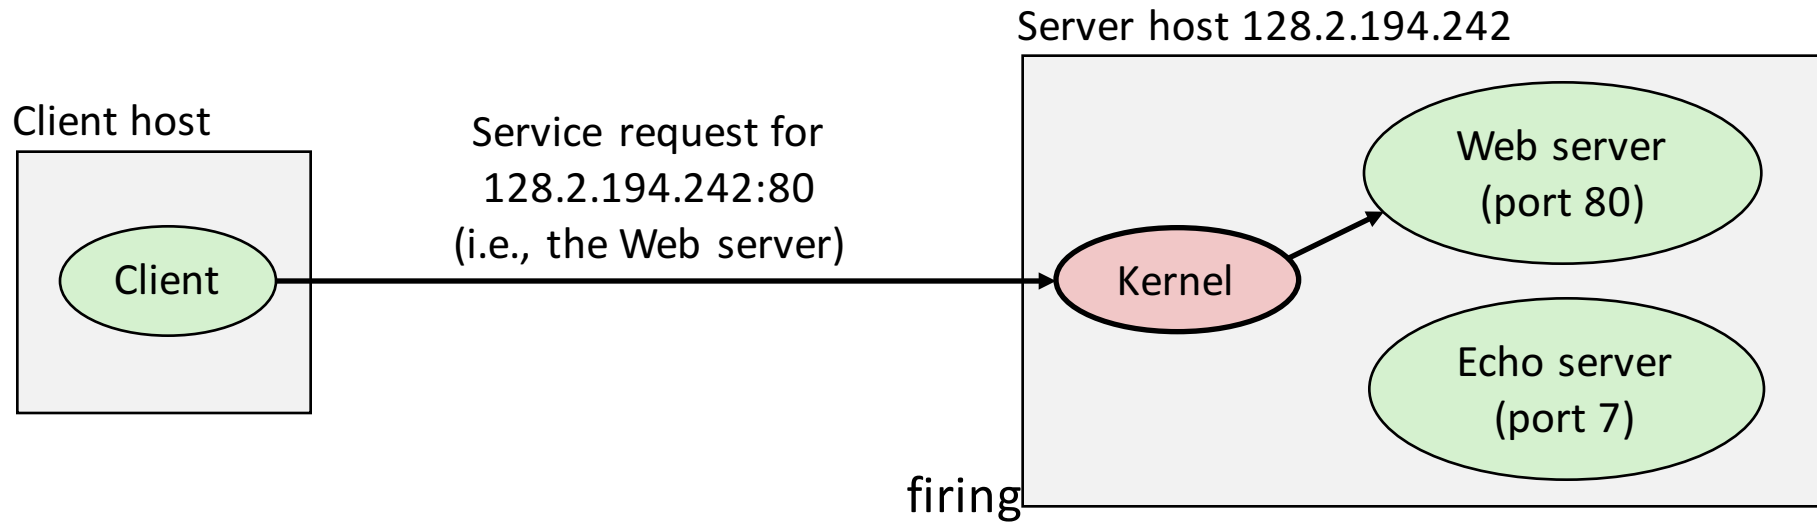 Server host 128.2.194.242
Client host
Service request for
128.2.194.242:80
(i.e., the Web server)
Client
Kernel
Web server
(port 80)
Echo server
(port 7)
firing